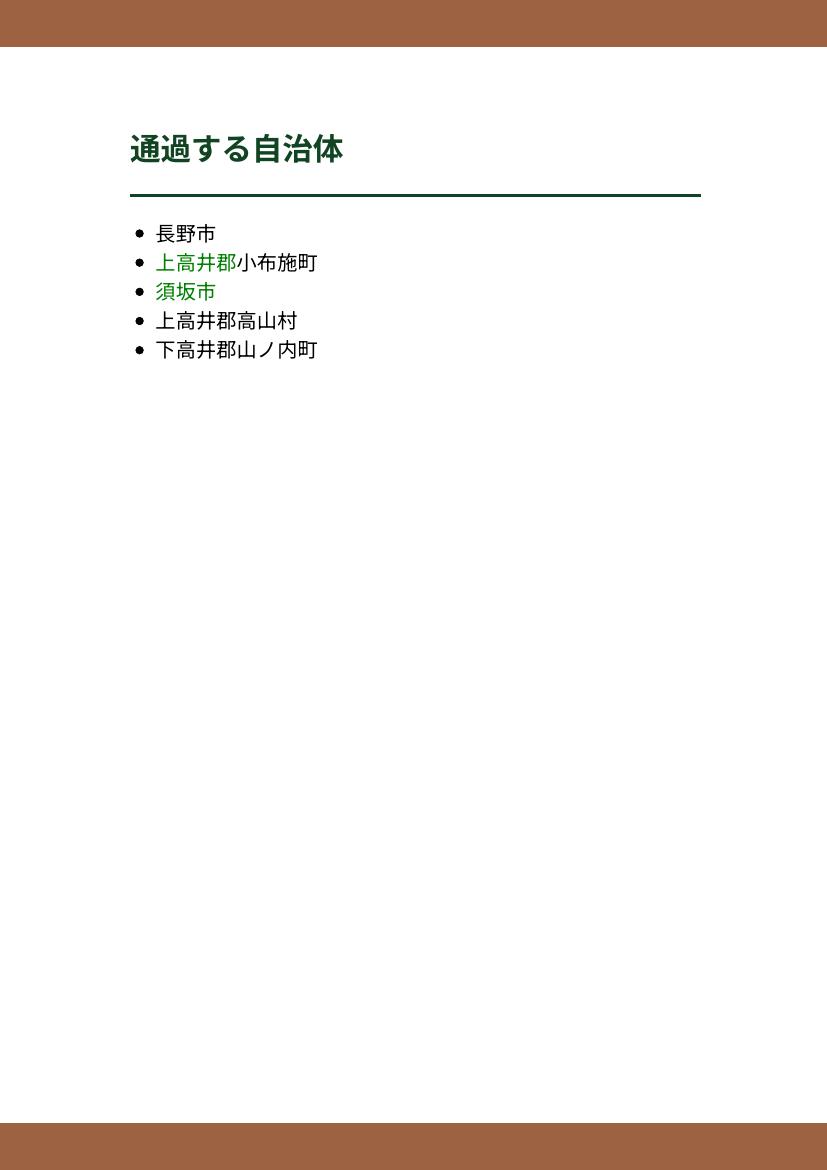 通過する自治体
長野市
上高井郡小布施町
須坂市
上高井郡高山村
下高井郡山ノ内町